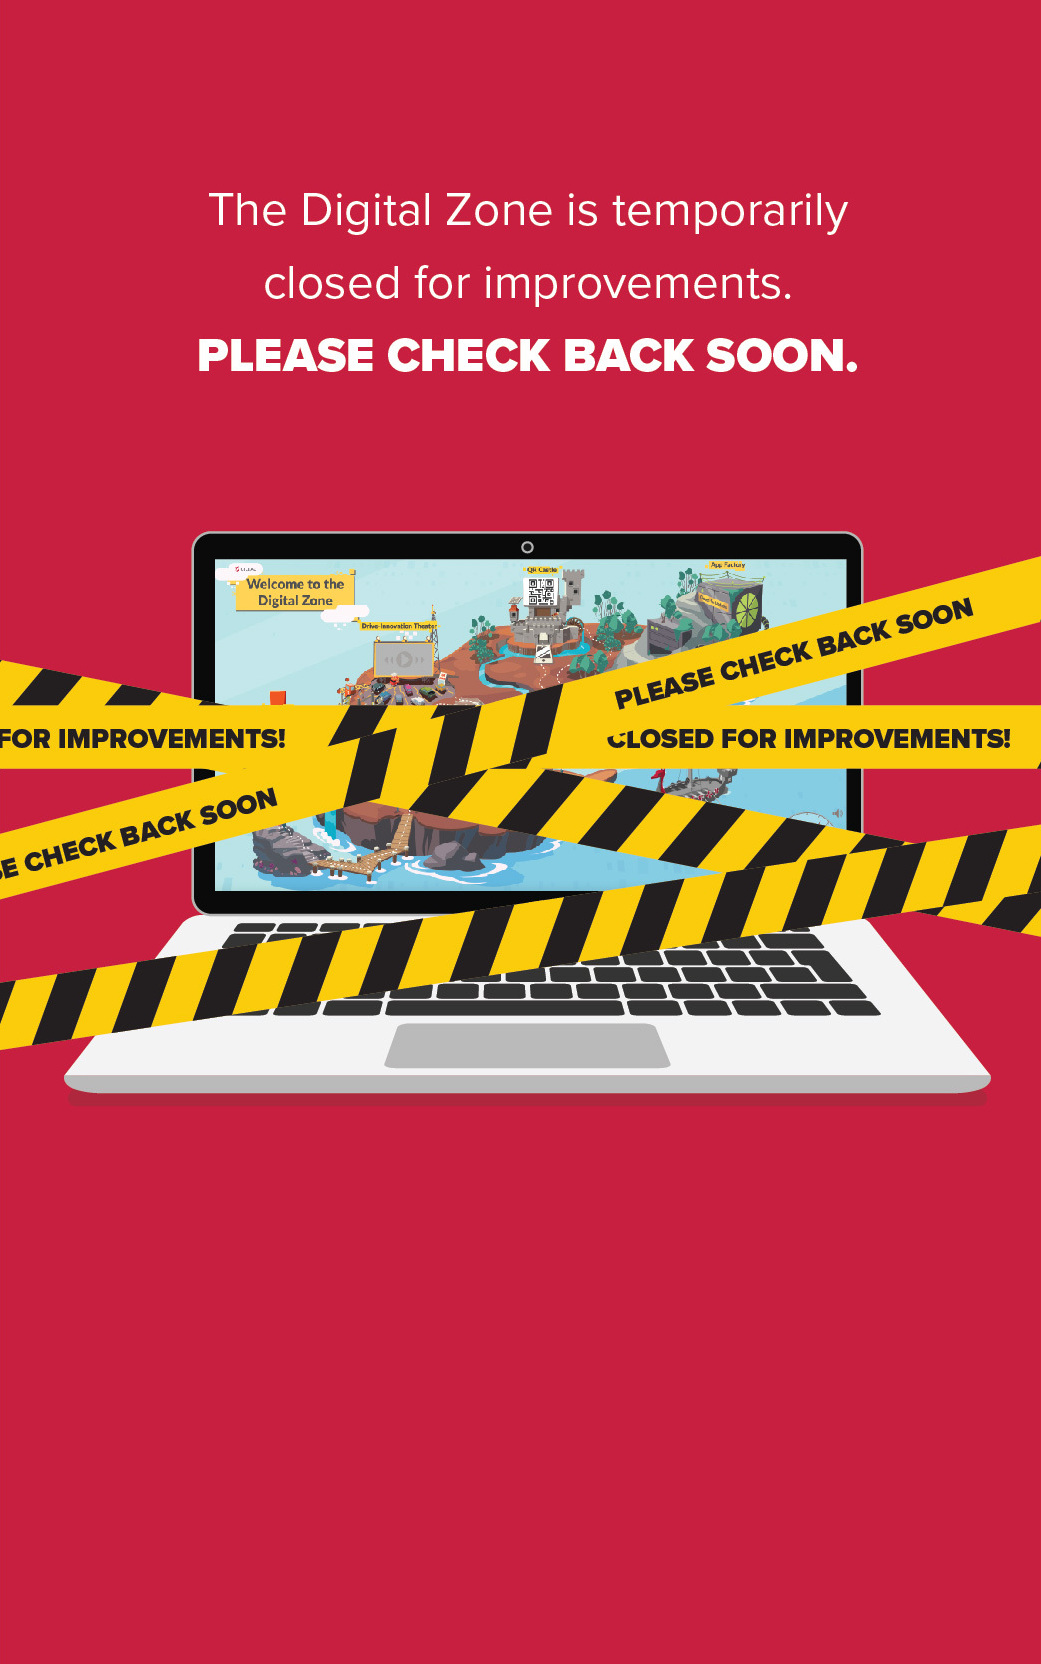 The Digital Zone is temporarily
closed for improvements.
PLEASE CHECK BACK SOON.
Welcome to the
Digital Zone
QR Castle
App Factory
Drive-Innovation Theater
PLEASE CHECK BACK SOON
FOR IMPROVEMENTS!
CLOSED FOR IMPROVEMENTS!
SE CHECK BACK SOON